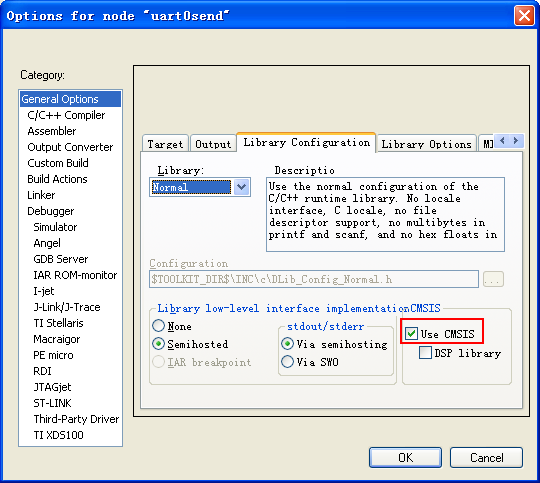 Options for node "uart0send"
Category:
General Options
C/C++ Compiler
Assembler
Output Converter
Custom Build
Build Actions
Linker
Debugger
Simulator
Angel
GDB Server
IAR ROM-monitor
I-jet
J-Link/J-Trace
TI Stellaris
Macraigor
PE micro
RDI
JTAGjet
ST-LINK
Third-Party Driver
TI XDS100
Target Output Library Configuration Library Options MI
Library: Descriptio
Normal
Use the normal configuration of the
C/C++ runtime library. No locale
interface, C locale, no file
descriptor support, no multibytes in
printf and scanf, and no hex floats in
Configuration
$TOOLKIT_DIR$\INC\c\DLib_Config_Normal.h ...
Library low-level interface implementation CMSIS
None stdout/stderr
Semihosted Via semihosting
IAR breakpoint Via SWO
Use CMSIS
DSP library
OK Cancel